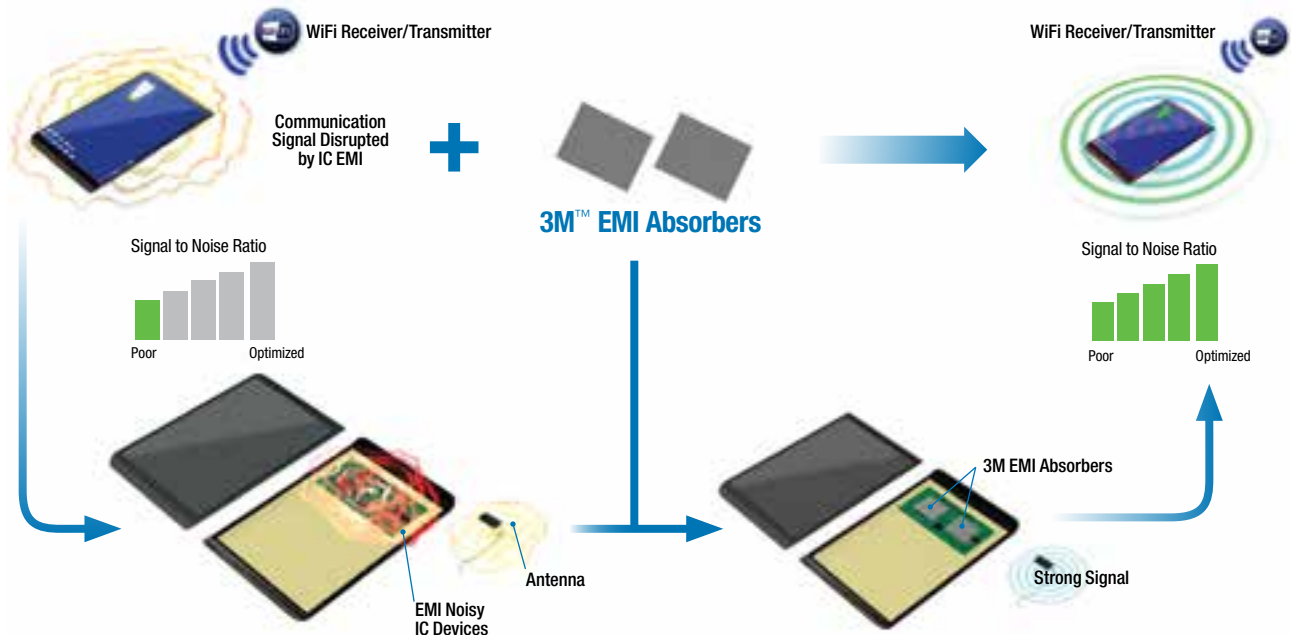 WiFi Receiver/Transmitter
Communication
Signal Disrupted
by IC EMI
3M™ EMI Absorbers
WiFi Receiver/Transmitter
Signal to Noise Ratio
Poor
Optimized
Signal to Noise Ratio
Poor
Optimized
Antenna
EMI Noisy
IC Devices
3M EMI Absorbers
Strong Signal